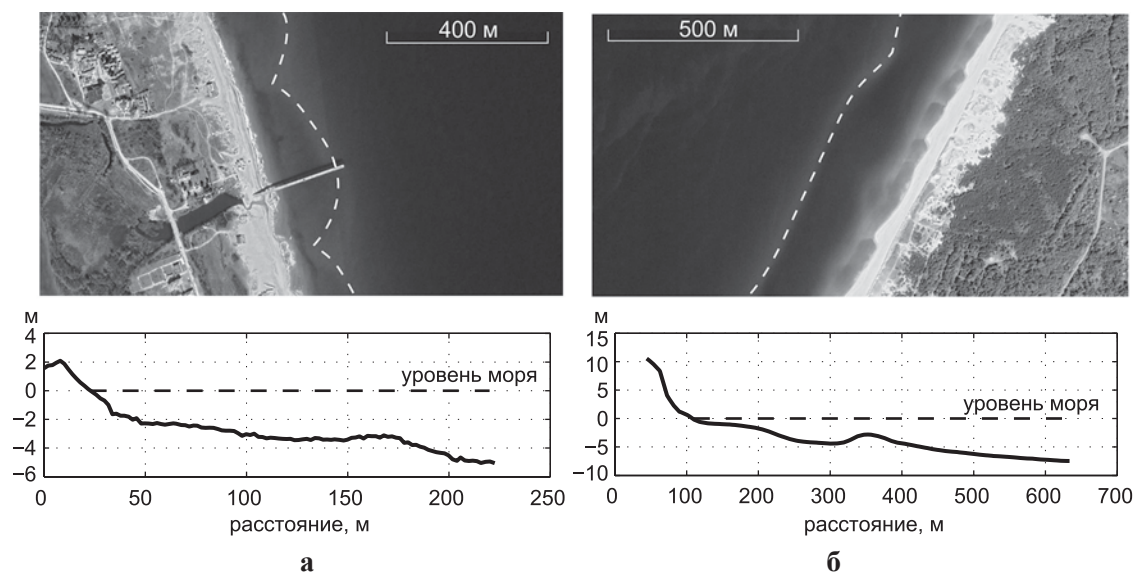 400 м
500 м
м
4
2
0
−2
−4
−6
уровень моря
0 50 100 150 200 250
расстояние, м
а
м
15
10
5
0
−5
−10
уровень моря
0 100 200 300 400 500 600 700
расстояние, м
б